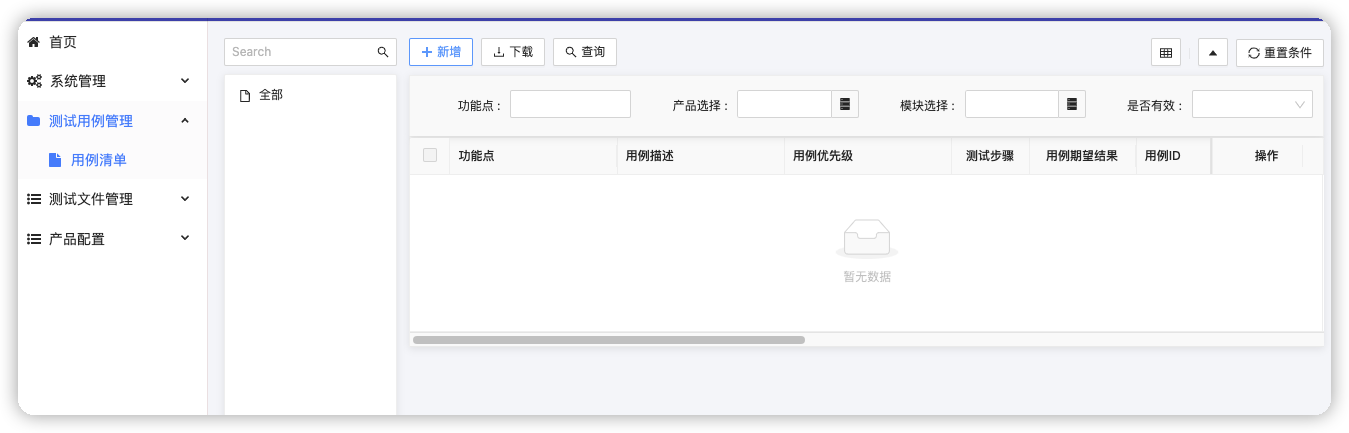 首页
系统管理
测试用例管理
用例清单
测试文件管理
产品配置
Search
全部
新增 下载 查询 重置条件
功能点： 产品选择： 模块选择： 是否有效：
功能点 用例描述 用例优先级 测试步骤 用例期望结果 用例ID 操作
暂无数据